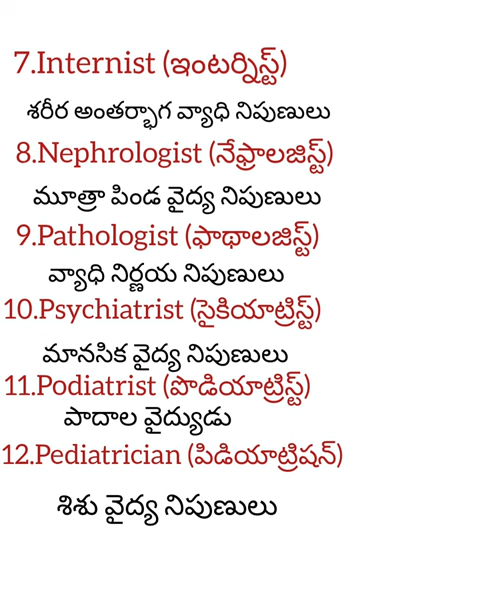 7.Internist (ఇంటర్నిస్ట్)
శరీర అంతర్భాగ వ్యాధి నిపుణులు
8.Nephrologist (నేఫ్రాలజిస్ట్)
మూత్రా పిండ వైద్య నిపుణులు
9.Pathologist (ఫాథాలజిస్ట్)
వ్యాధి నిర్ణయ నిపుణులు
10.Psychiatrist (సైకియాట్రిస్ట్)
మానసిక వైద్య నిపుణులు
11.Podiatrist (పొడియాట్రిస్ట్)
పాదాల వైద్యుడు
12.Pediatrician (పిడియాట్రిషన్)
శిశు వైద్య నిపుణులు